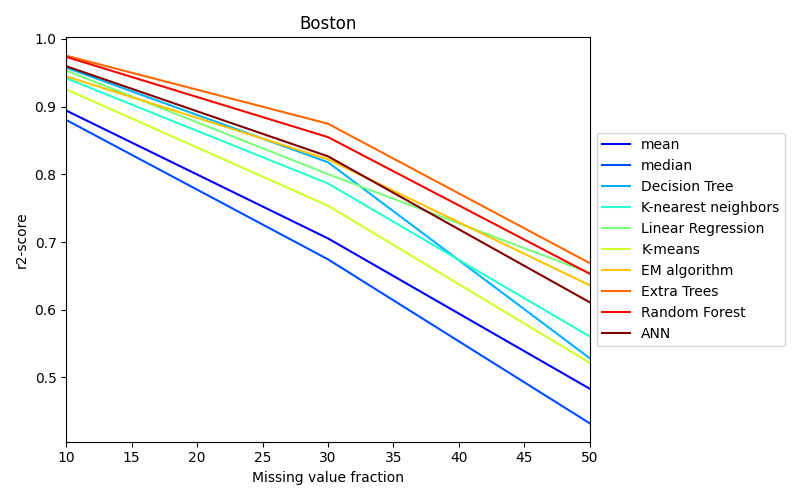 Boston
1.0
0.9
0.8
0.7
0.6
0.5
r2-score
10 15 20 25 30 35 40 45 50
Missing value fraction
mean
median
Decision Tree
K-nearest neighbors
Linear Regression
K-means
EM algorithm
Extra Trees
Random Forest
ANN